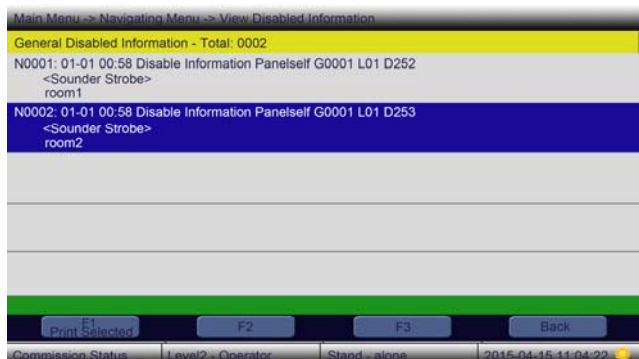 Main Menu -> Navigating Menu -> View Disabled Information
General Disabled Information - Total: 0002
N0001: 01-01 00:58 Disable Information Panelself G0001 L01 D252
<Sounder Strobe>
room1
N0002: 01-01 00:58 Disable Information Panelself G0001 L01 D253
<Sounder Strobe>
room2
F1
Print Selected
F2
F3
Back
Commission Status
Level2 - Operator
Stand - alone
2015-04-15 11:04:22